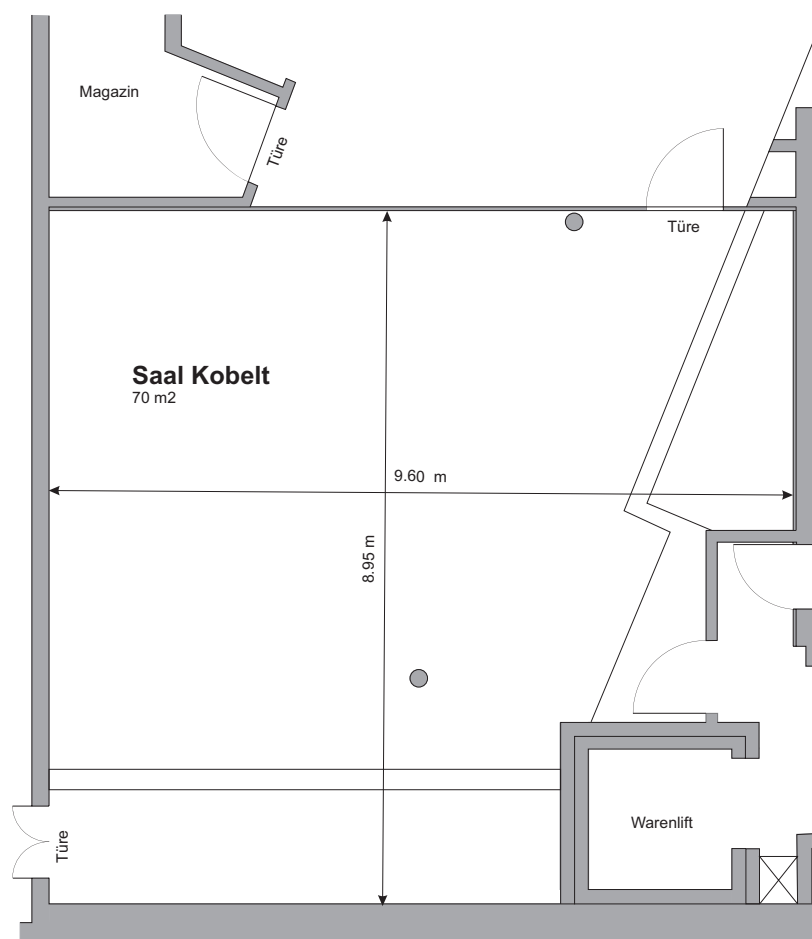 Magazin
Türe
Türe
Saal Kobelt
70 m2
9.60 m
8.95 m
Türe
Warenlift